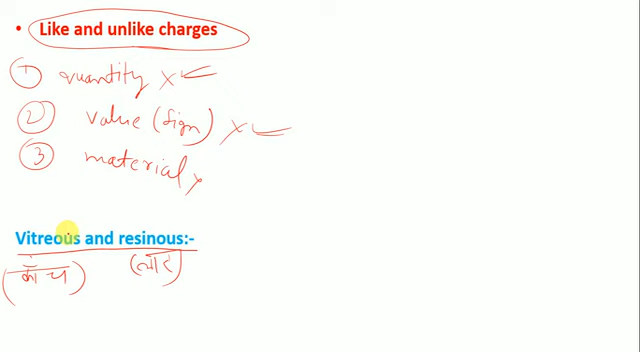 • Like and unlike charges
① quantity ×
② value (sign) ×
③ material ×
Vitreous and resinous:-
(काँच) (लाख)